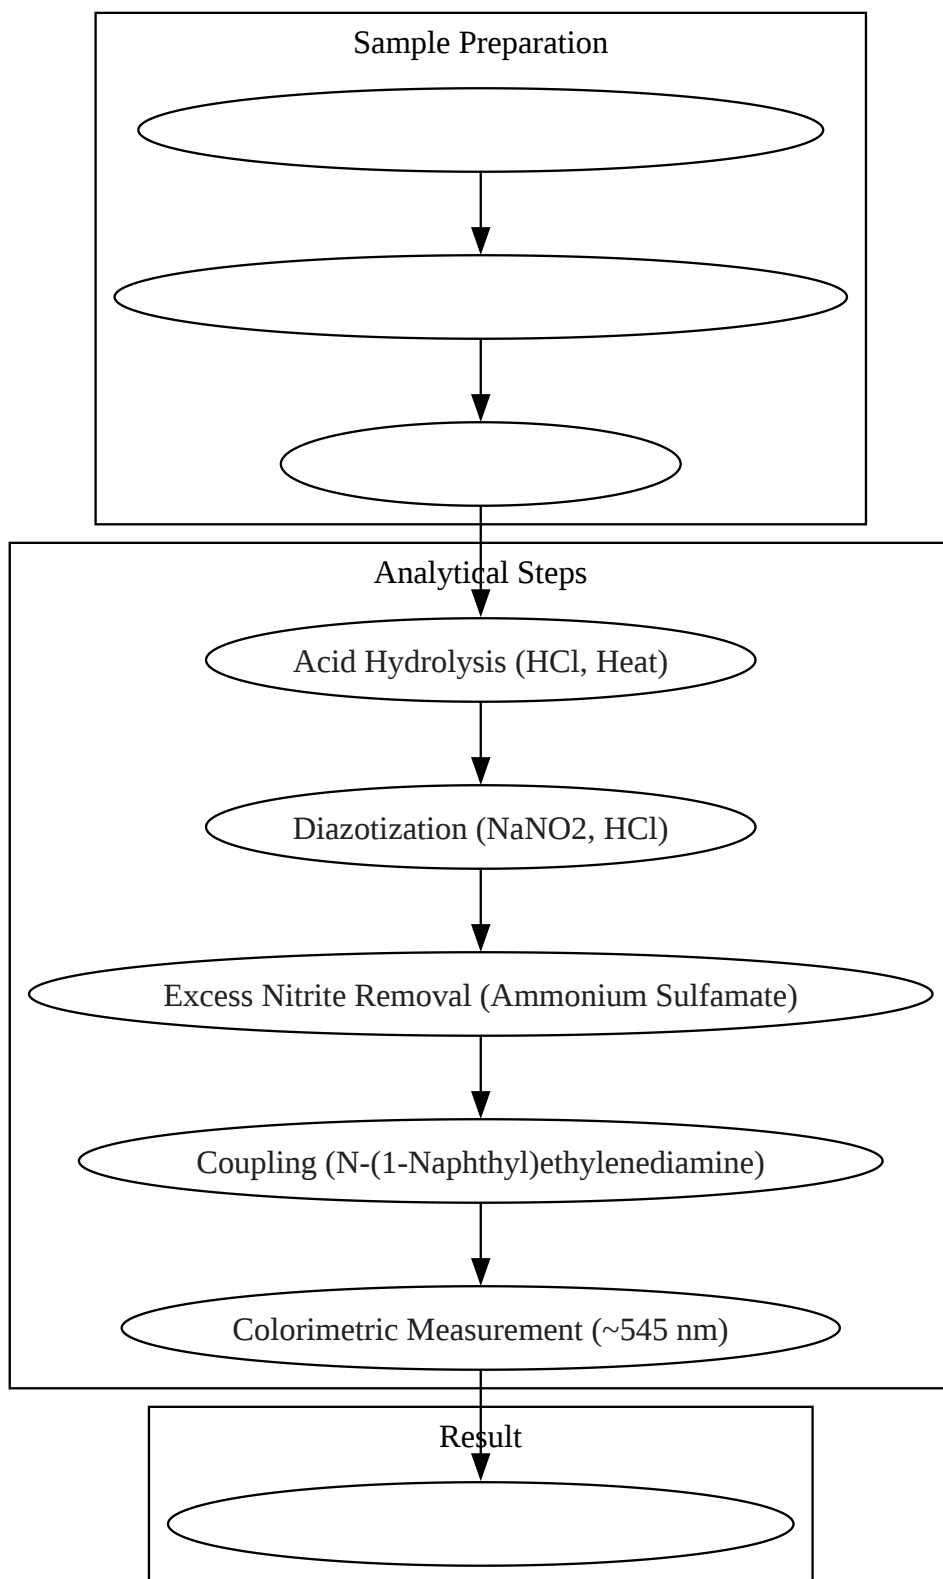 Sample Preparation
Analytical Steps
Acid Hydrolysis (HCl, Heat)
Diazotization (NaNO2, HCl)
Excess Nitrite Removal (Ammonium Sulfamate)
Coupling (N-(1-Naphthyl)ethylenediamine)
Colorimetric Measurement (~545 nm)
Result